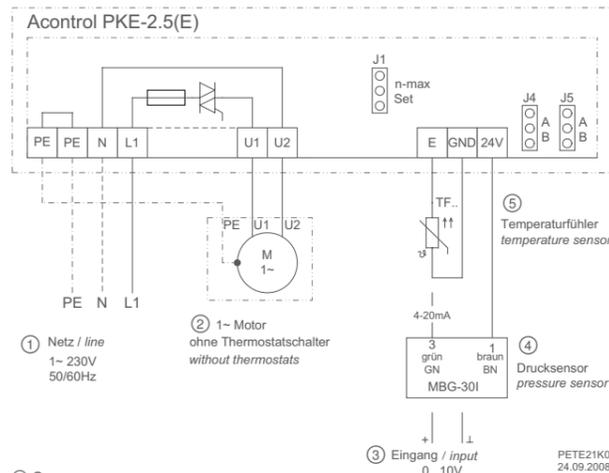 Acontrol PKE-2.5(E)
J1
n-max
Set
J4 J5
A A
B B
PE PE N L1 U1 U2 E GND 24V
PE U1 U2
M
1~
TF..
ϑ
5
Temperaturfühler
temperature sensor
PE N L1
1 Netz / line
1~ 230V
50/60Hz
2 1~ Motor
ohne Thermostatschalter
without thermostats
4-20mA
3 1
grün braun
GN BN
MBG-30I
4
Drucksensor
pressure sensor
+ ⊥
3 Eingang / input
0...10V
PETE21K0
24.09.2008